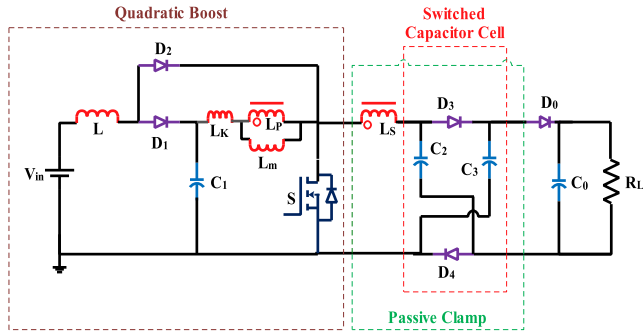 Quadratic Boost
Switched
Capacitor Cell
D2
L
D1
LK
LP
Lm
LS
D3
D0
Vin
C1
S
C2
C3
C0
RL
D4
Passive Clamp